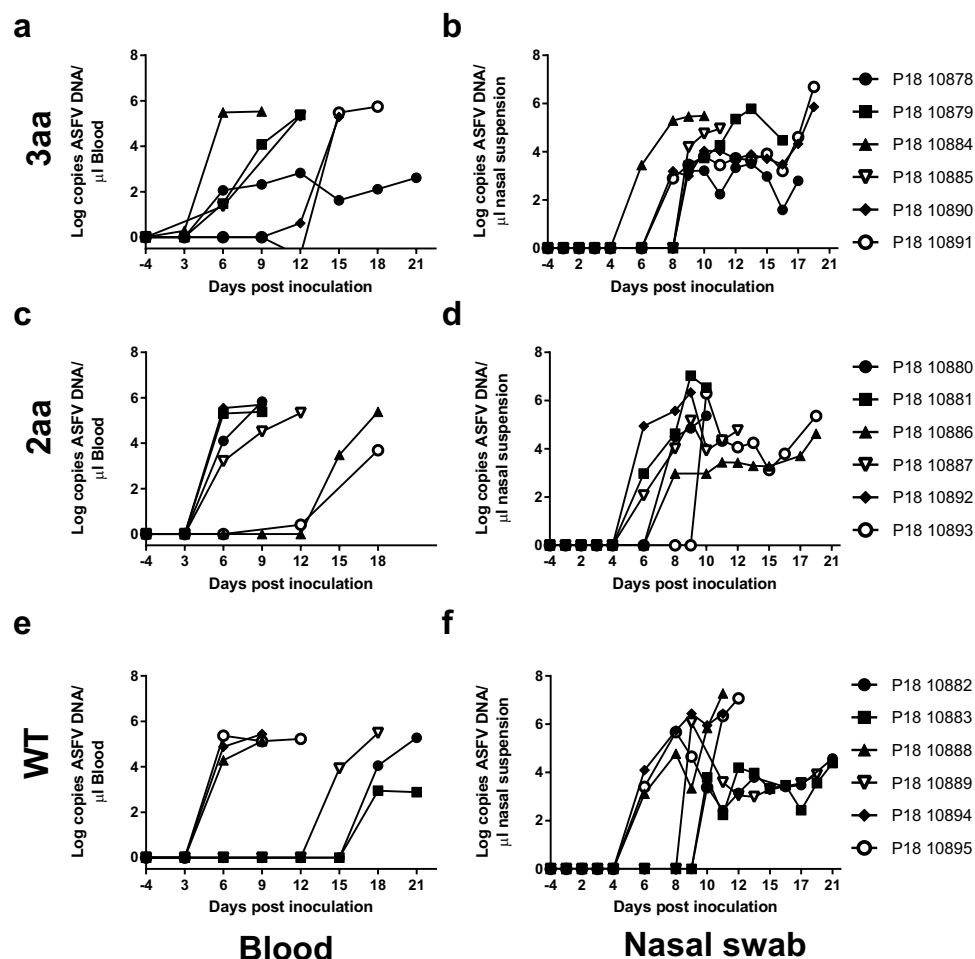 a
b
3aa
Log copies ASFV DNA/
µl Blood
8
6
4
2
0
-4 3 6 9 12 15 18 21
Days post inoculation
Log copies ASFV DNA/
µl nasal suspension
8
6
4
2
0
-4 2 4 6 8 10 12 15 17 21
Days post inoculation
P18 10878
P18 10879
P18 10884
P18 10885
P18 10890
P18 10891
c
d
2aa
Log copies ASFV DNA/
µl Blood
8
6
4
2
0
-4 3 6 9 12 15 18 21
Days post inoculation
Log copies ASFV DNA/
µl nasal suspension
8
6
4
2
0
-4 2 4 6 8 10 12 15 17 21
Days post inoculation
P18 10880
P18 10881
P18 10886
P18 10887
P18 10892
P18 10893
e
f
WT
Log copies ASFV DNA/
µl Blood
8
6
4
2
0
-4 3 6 9 12 15 18 21
Days post inoculation
Log copies ASFV DNA/
µl nasal suspension
8
6
4
2
0
-4 2 4 6 8 10 12 15 17 21
Days post inoculation
P18 10882
P18 10883
P18 10888
P18 10889
P18 10894
P18 10895
Blood
Nasal swab